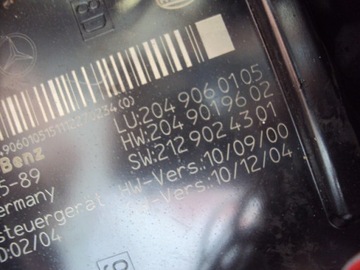 LU:204 906 01 05
HW:204 901 96 02
SW:212 902 43 01
HW-Vers.:10/09/00
-Vers.:10/12/04
Benz
5-89
ermany
steuergerät
0:02/04